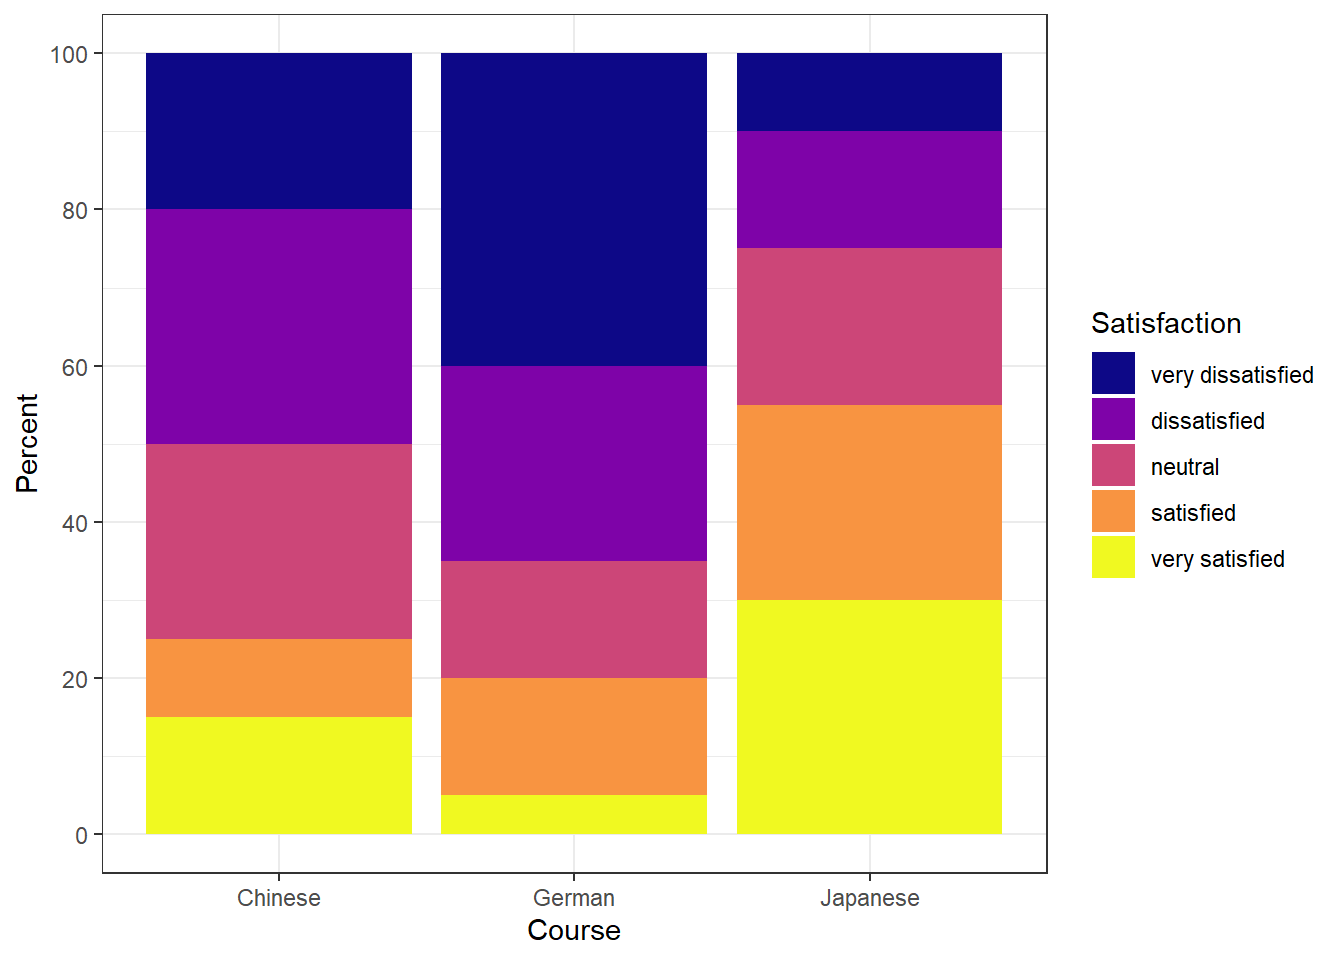 100
80
60
40
20
0
Percent
Chinese German Japanese
Course
Satisfaction
very dissatisfied
dissatisfied
neutral
satisfied
very satisfied